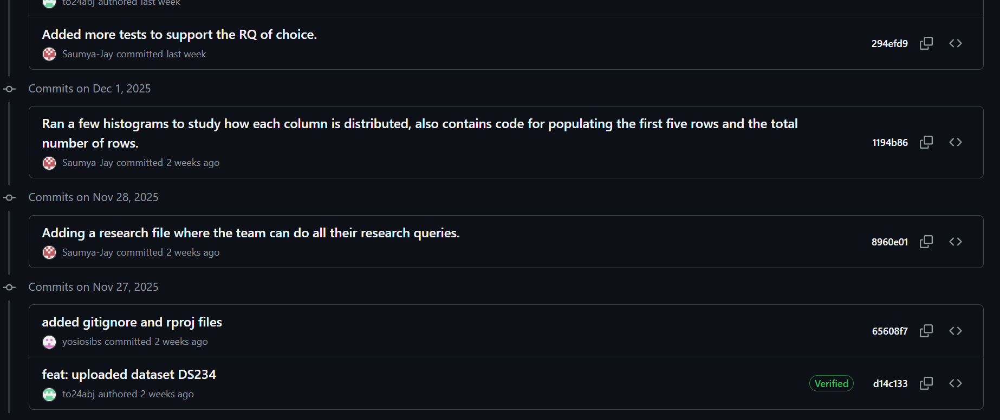 to24abj authored last week
Added more tests to support the RQ of choice.
Saumya-Jay committed last week
294efd9
Commits on Dec 1, 2025
Ran a few histograms to study how each column is distributed, also contains code for populating the first five rows and the total
number of rows.
Saumya-Jay committed 2 weeks ago
1194b86
Commits on Nov 28, 2025
Adding a research file where the team can do all their research queries.
Saumya-Jay committed 2 weeks ago
8960e01
Commits on Nov 27, 2025
added gitignore and rproj files
yosiosibs committed 2 weeks ago
65608f7
feat: uploaded dataset DS234
to24abj authored 2 weeks ago
Verified
d14c133